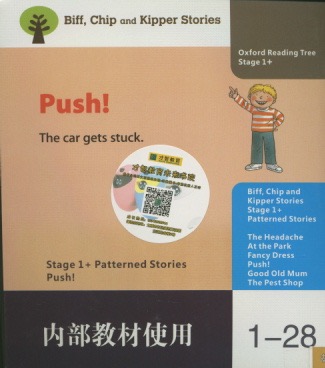 Biff, Chip and Kipper Stories
Oxford Reading Tree
Stage 1+
Push!
The car gets stuck.
Biff, Chip and
Kipper Stories
Stage 1+
Patterned Stories
The Headache
At the Park
Fancy Dress
Push!
Good Old Mum
The Pest Shop
Stage 1+ Patterned Stories
Push!
内部教材使用
1-28